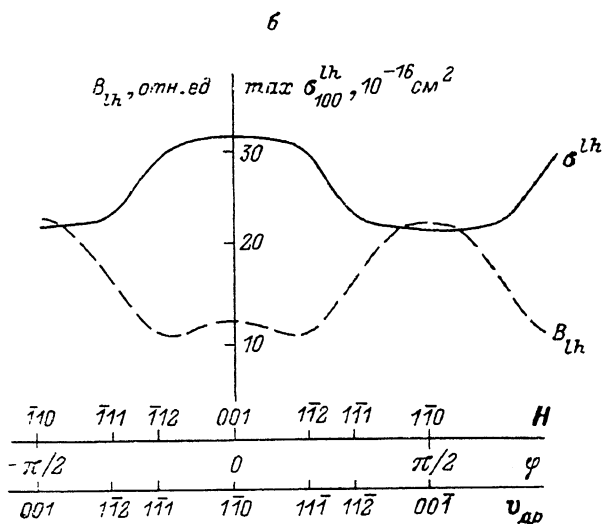 б
B_lh, отн.ед max σ^lh_100, 10^-16 см^2
30
σ^lh
20
10
B_lh
1̄10 1̄11 1̄12 001 11̄2 11̄1 11̄0 H
-π/2 0 π/2 φ
001 11̄2 11̄1 11̄0 111̄ 112̄ 001̄ v_др